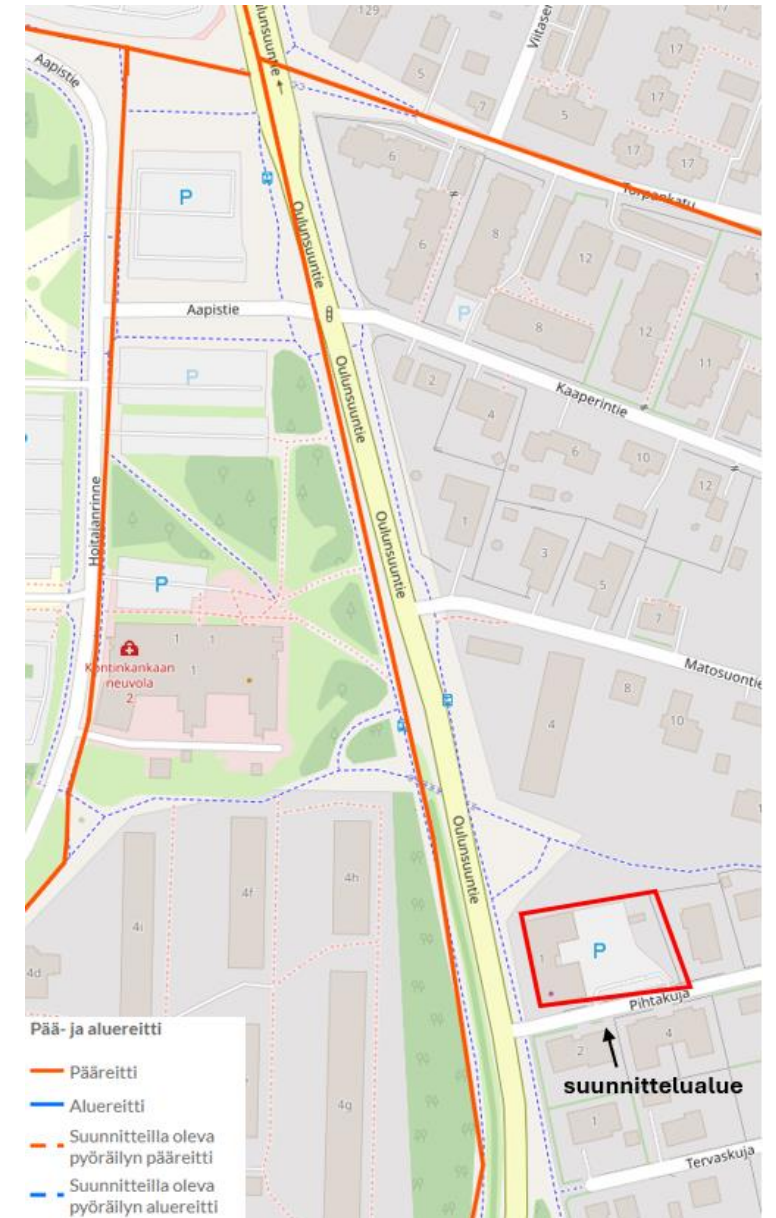 129
Oulunsuuntie ←
Aapistie
5
7
17
17
17
17
5
P
6
Torpankatu
6
8
12
Oulunsuuntie
Aapistie
P
8
12
11
P
2
Oulunsuuntie
Kaaperintie
4
6
10
12
Hoitajanrinne
Oulunsuuntie
1
3
5
P
7
1
1
1
Kontinkankaan
neuvola
2
Matosuontie
8
4
10
Oulunsuuntie
4i
4f
4h
4d
1
P
Pihtakuja
2
4
suunnittelualue
1
4g
Tervaskuja
Pää- ja aluereitti
Pääreitti
Aluereitti
Suunnitteilla oleva
pyöräilyn pääreitti
Suunnitteilla oleva
pyöräilyn aluereitti